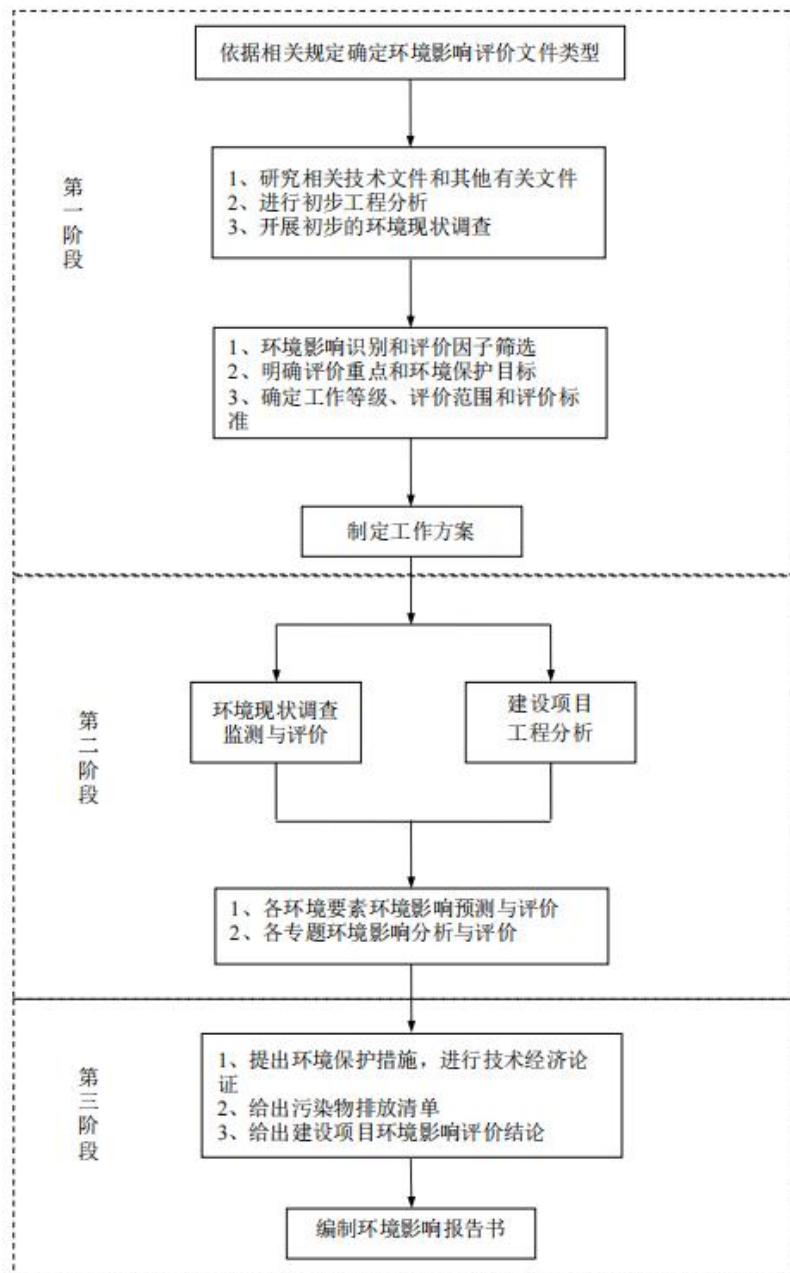 依据相关规定确定环境影响评价文件类型
第一阶段
1、研究相关技术文件和其他有关文件
2、进行初步工程分析
3、开展初步的环境现状调查
1、环境影响识别和评价因子筛选
2、明确评价重点和环境保护目标
3、确定工作等级、评价范围和评价标
准
制定工作方案
第二阶段
环境现状调查
监测与评价
建设项目
工程分析
1、各环境要素环境影响预测与评价
2、各专题环境影响分析与评价
第三阶段
1、提出环境保护措施，进行技术经济论
证
2、给出污染物排放清单
3、给出建设项目环境影响评价结论
编制环境影响报告书